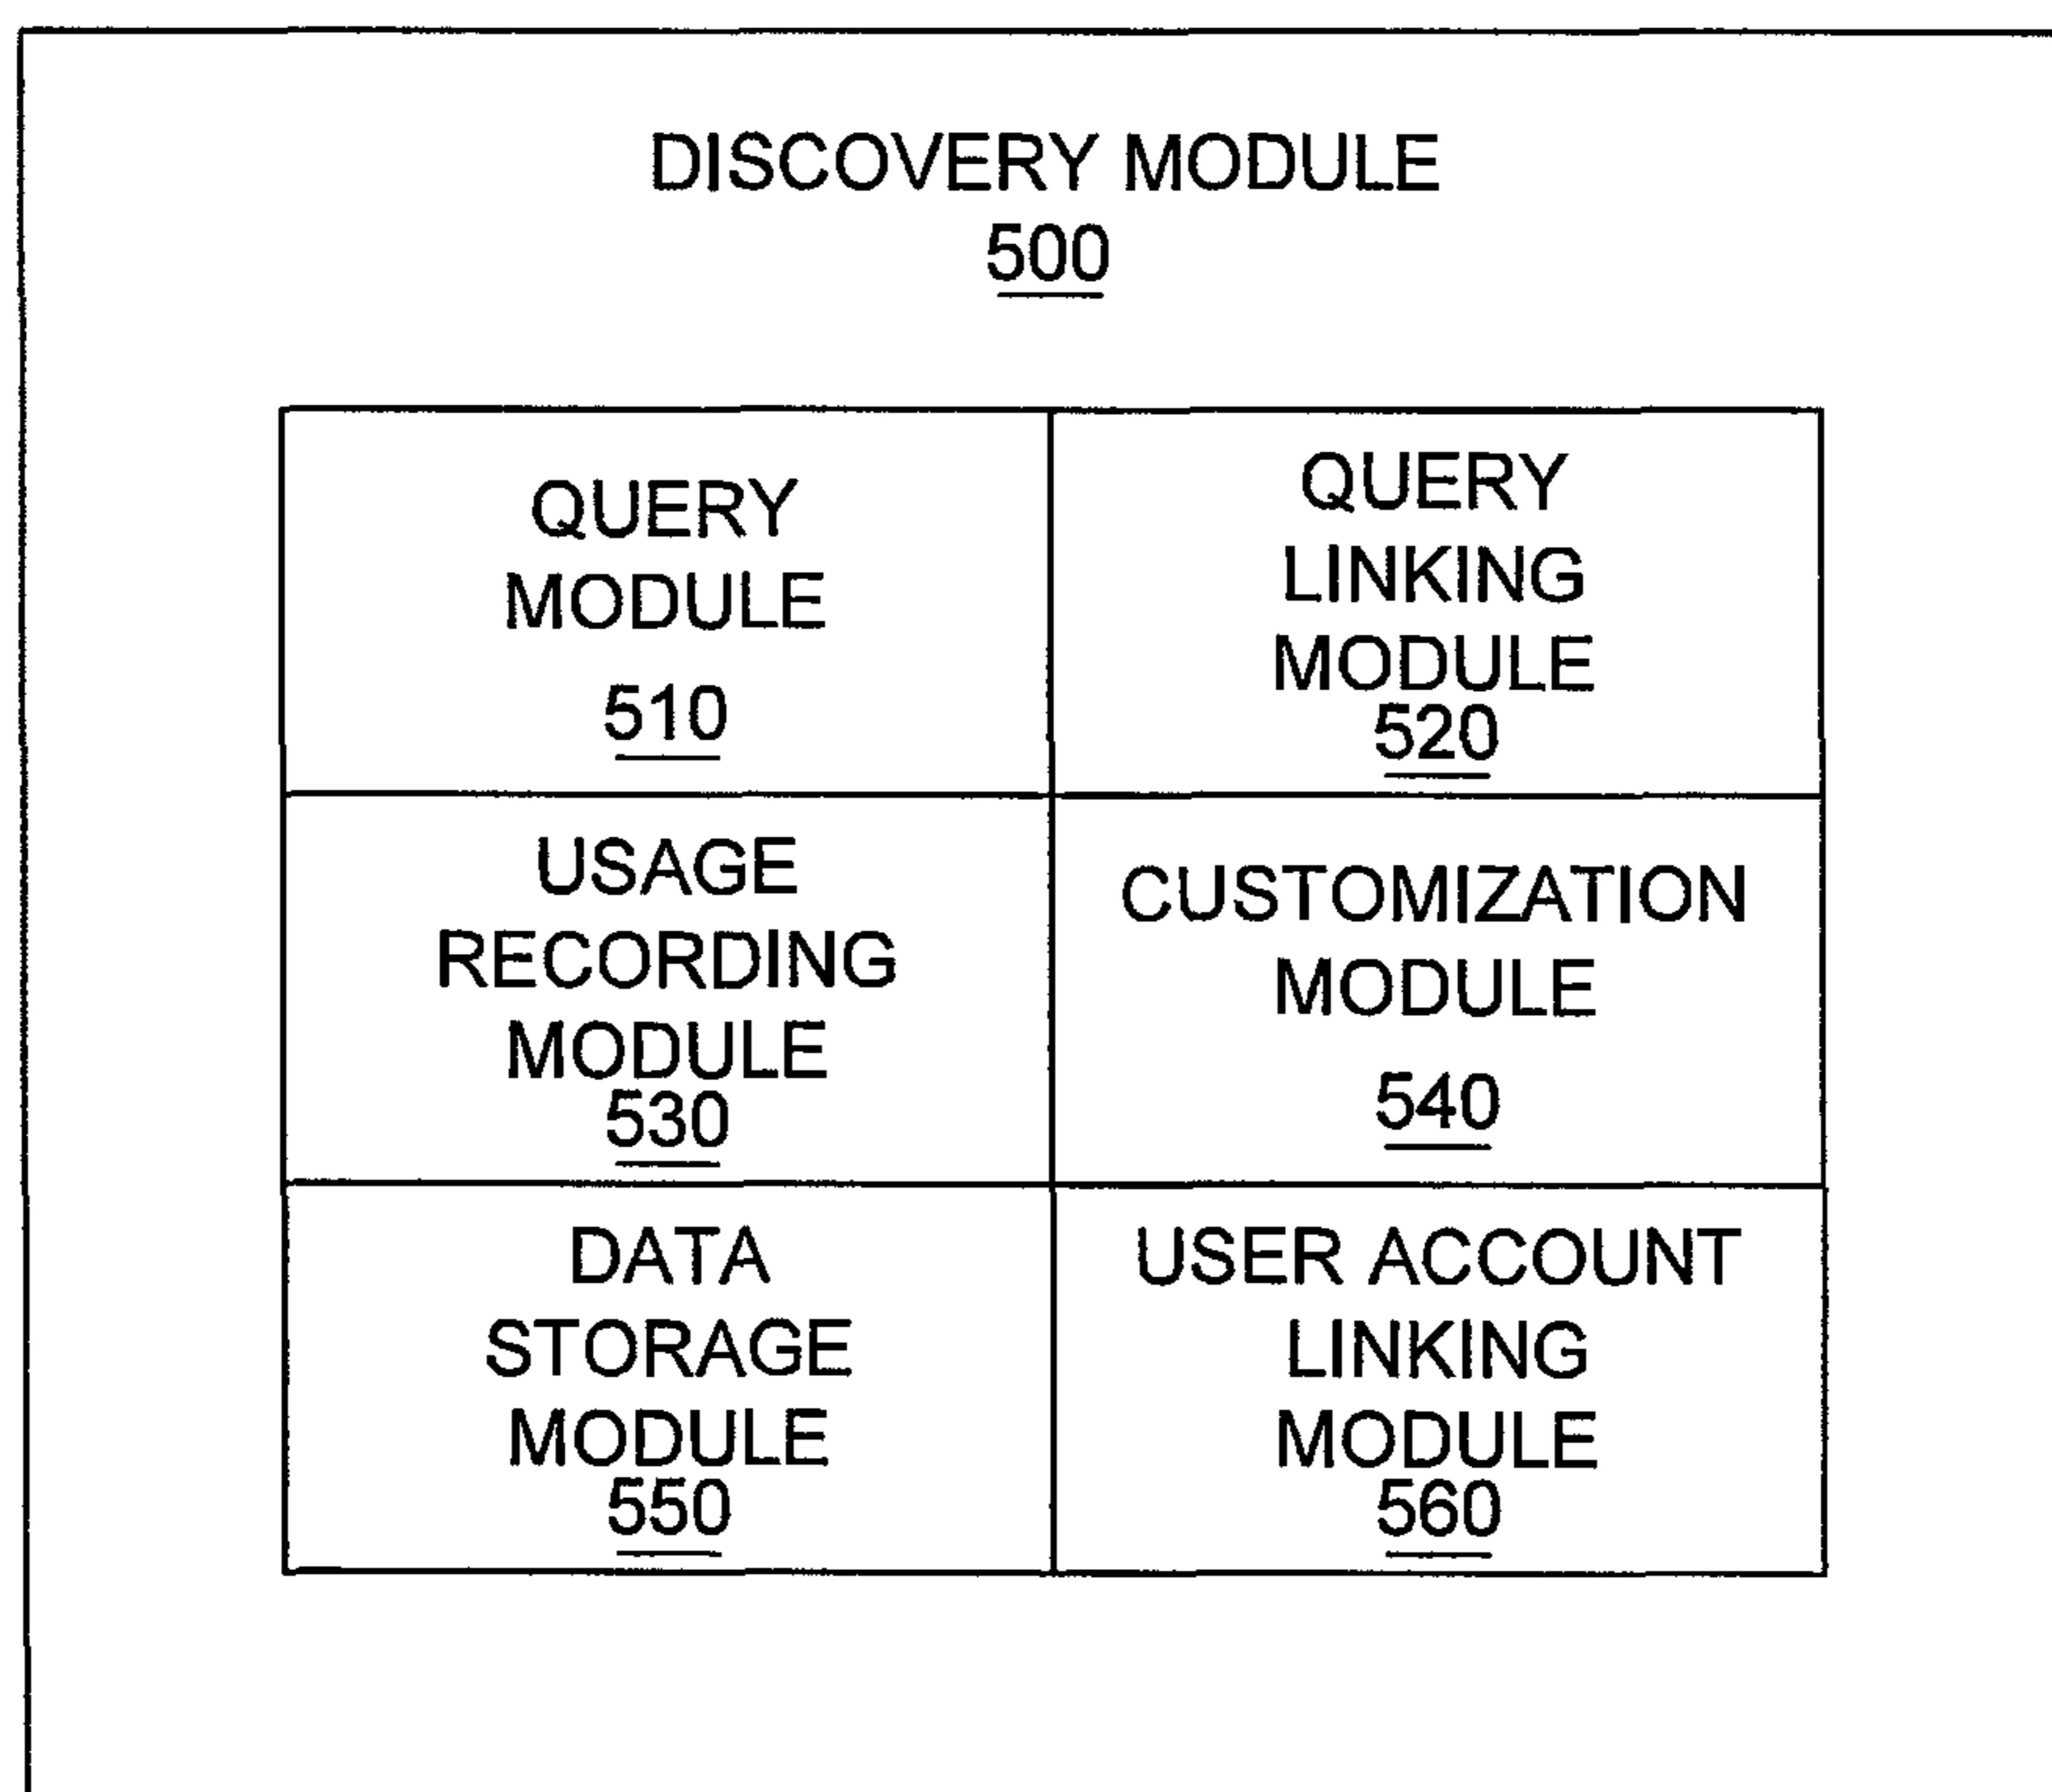 DISCOVERY MODULE
500
QUERY
MODULE
510
QUERY
LINKING
MODULE
520
USAGE
RECORDING
MODULE
530
CUSTOMIZATION
MODULE
540
DATA
STORAGE
MODULE
550
USER ACCOUNT
LINKING
MODULE
560